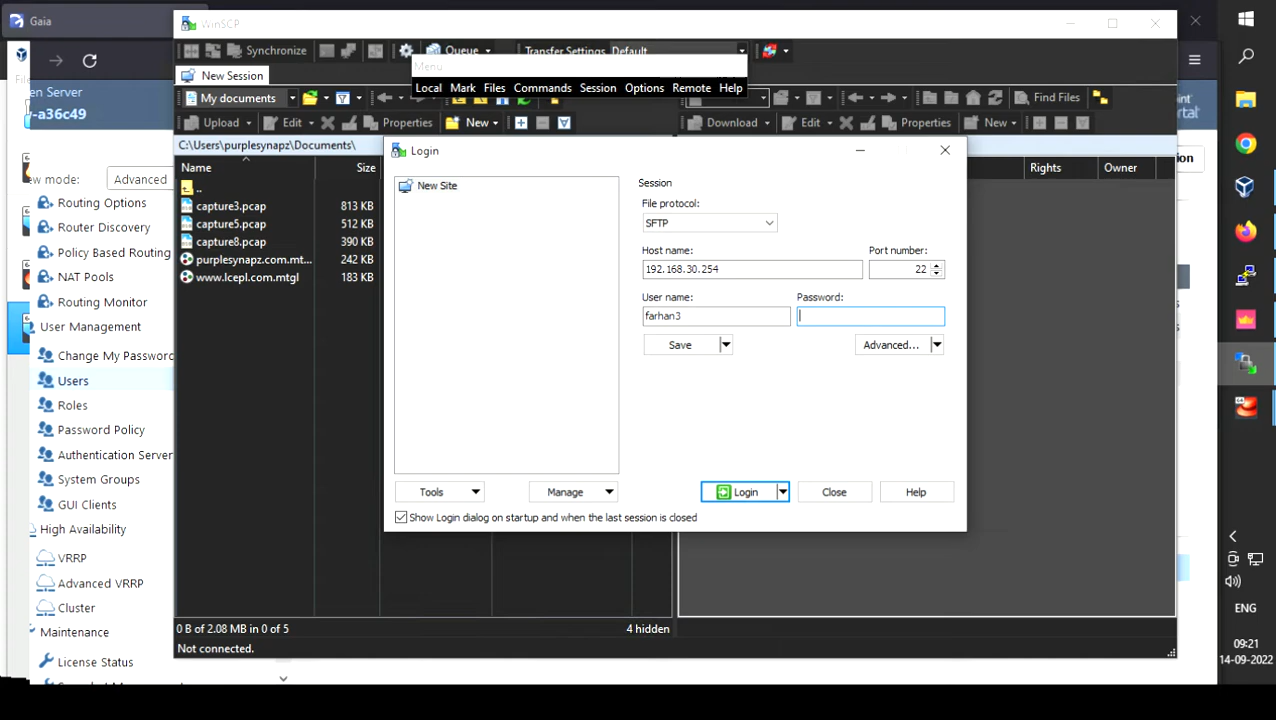 Gaia
WinSCP
Synchronize
Queue
Transfer Settings Default
Menu
New Session
Local Mark Files Commands Session Options Remote Help
en Server
-a36c49
My documents
Find Files
Upload
Edit
Properties
New
Download
Edit
Properties
New
C:\Users\purplesynapz\Documents\
Name Size
Rights Owner
..
capture3.pcap 813 KB
capture5.pcap 512 KB
capture8.pcap 390 KB
purplesynapz.com.mt... 242 KB
www.lcepl.com.mtgl 183 KB
ew mode: Advanced
Routing Options
Router Discovery
Policy Based Routing
NAT Pools
Routing Monitor
User Management
Change My Password
Users
Roles
Password Policy
Authentication Server
System Groups
GUI Clients
High Availability
VRRP
Advanced VRRP
Cluster
Maintenance
License Status
Login
New Site
Session
File protocol:
SFTP
Host name: Port number:
192.168.30.254 22
User name: Password:
farhan3
Save Advanced...
Tools Manage Login Close Help
Show Login dialog on startup and when the last session is closed
0 B of 2.08 MB in 0 of 5 4 hidden
Not connected.
ENG
09:21
14-09-2022